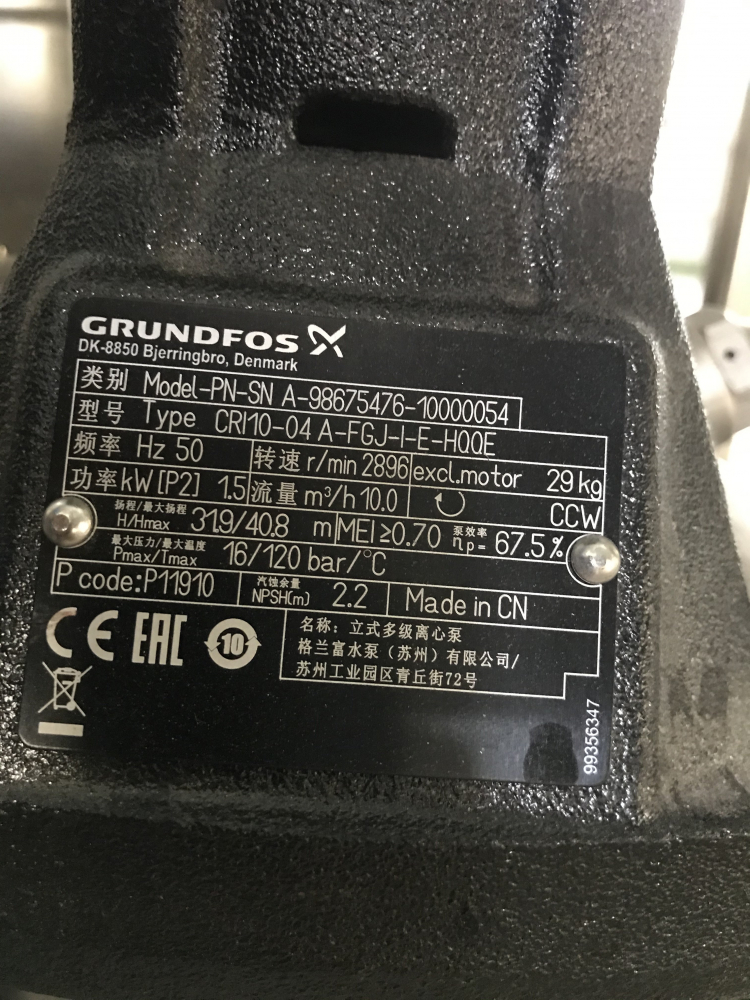 GRUNDFOS
DK-8850 Bjerringbro, Denmark
类别 Model-PN-SN A-98675476-10000054
型号 Type CRI10-04 A-FGJ-I-E-HQQE
频率 Hz 50 转速 r/min 2896 excl.motor 29 kg
功率 kW [P2] 1.5 流量 m³/h 10.0 CCW
扬程/最大扬程 H/Hmax 31.9/40.8 m MEI≥0.70 泵效率 ηp= 67.5%
最大压力/最大温度 Pmax/Tmax 16/120 bar/°C
P code:P11910 汽蚀余量 NPSH(m) 2.2 Made in CN
CE EAC 10
名称: 立式多级离心泵
格兰富水泵（苏州）有限公司/
苏州工业园区青丘街72号
99356347